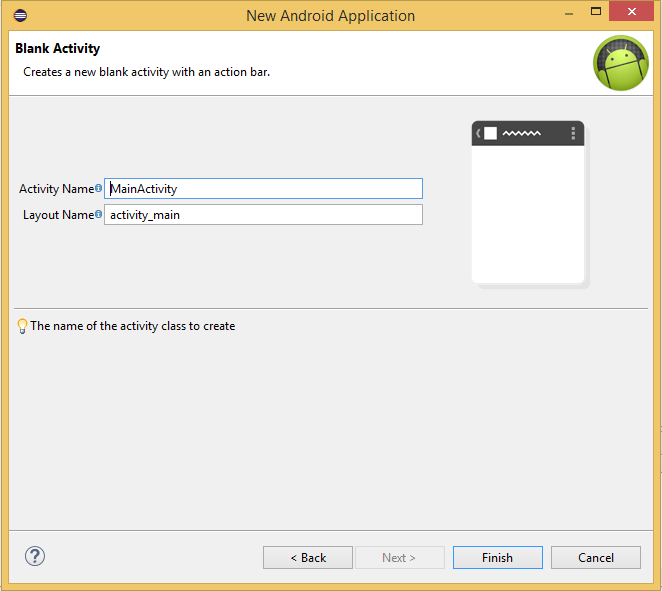 New Android Application
Blank Activity
Creates a new blank activity with an action bar.
Activity Name MainActivity
Layout Name activity_main
The name of the activity class to create
< Back Next > Finish Cancel